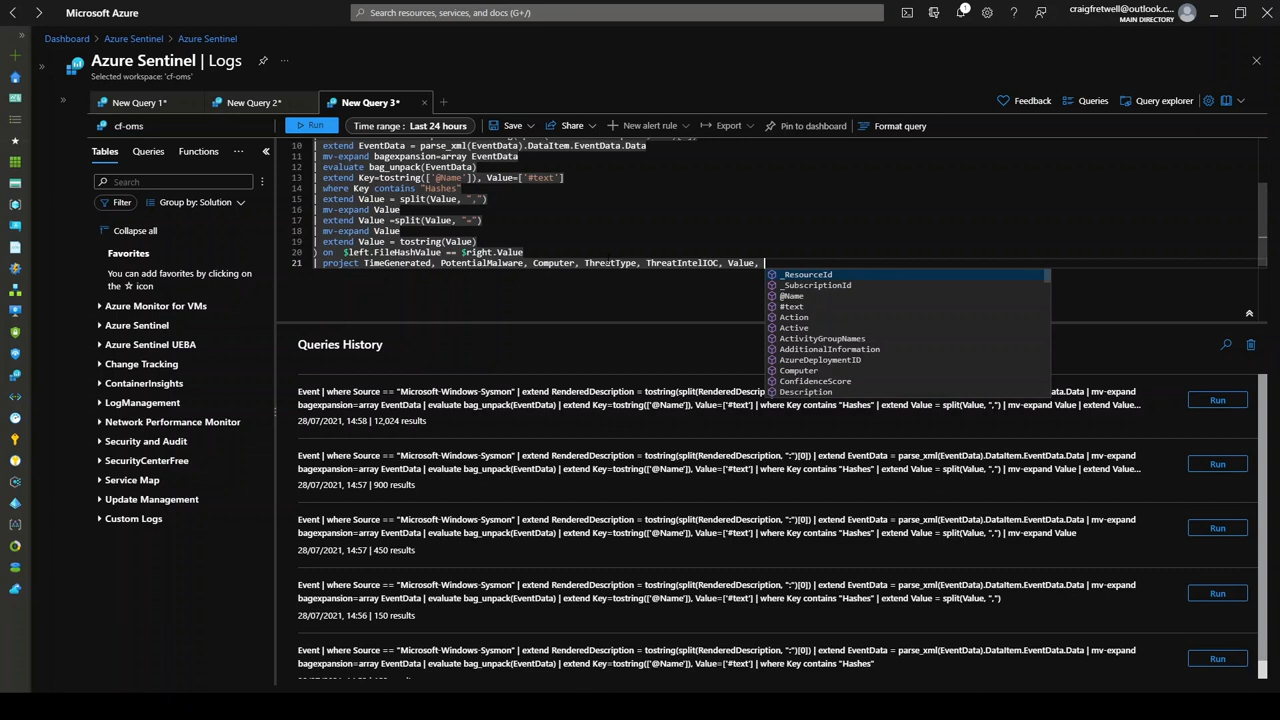 Microsoft Azure
Search resources, services, and docs (G+/)
1
craigfretwell@outlook.c...
MAIN DIRECTORY
Dashboard > Azure Sentinel > Azure Sentinel >
Azure Sentinel | Logs
Selected workspace: 'cf-oms'
New Query 1*
New Query 2*
New Query 3*
Feedback
Queries
Query explorer
cf-oms
Run
Time range : Last 24 hours
Save
Share
New alert rule
Export
Pin to dashboard
Format query
Tables
Queries
Functions
Search
Filter
Group by: Solution
Collapse all
Favorites
You can add favorites by clicking on
the ☆ icon
Azure Monitor for VMs
Azure Sentinel
Azure Sentinel UEBA
Change Tracking
ContainerInsights
LogManagement
Network Performance Monitor
Security and Audit
SecurityCenterFree
Service Map
Update Management
Custom Logs
10 | extend EventData = parse_xml(EventData).DataItem.EventData.Data
11 | mv-expand bagexpansion=array EventData
12 | evaluate bag_unpack(EventData)
13 | extend Key=tostring(['@Name']), Value=['#text']
14 | where Key contains "Hashes"
15 | extend Value = split(Value, ",")
16 | mv-expand Value
17 | extend Value =split(Value, "=")
18 | mv-expand Value
19 | extend Value = tostring(Value)
20 ) on $left.FileHashValue == $right.Value
21 | project TimeGenerated, PotentialMalware, Computer, ThreatType, ThreatIntelIOC, Value,
_ResourceId
_SubscriptionId
@Name
#text
Action
Active
ActivityGroupNames
AdditionalInformation
AzureDeploymentID
Computer
ConfidenceScore
Description
Queries History
Event | where Source == "Microsoft-Windows-Sysmon" | extend RenderedDescription = tostring(split(RenderedDescription, ":")[0]) | extend EventData = parse_xml(EventData).DataItem.EventData.Data | mv-expand
bagexpansion=array EventData | evaluate bag_unpack(EventData) | extend Key=tostring(['@Name']), Value=['#text'] | where Key contains "Hashes" | extend Value = split(Value, ",") | mv-expand Value | extend Value...
28/07/2021, 14:58 | 12,024 results
Run
Event | where Source == "Microsoft-Windows-Sysmon" | extend RenderedDescription = tostring(split(RenderedDescription, ":")[0]) | extend EventData = parse_xml(EventData).DataItem.EventData.Data | mv-expand
bagexpansion=array EventData | evaluate bag_unpack(EventData) | extend Key=tostring(['@Name']), Value=['#text'] | where Key contains "Hashes" | extend Value = split(Value, ",") | mv-expand Value | extend Value...
28/07/2021, 14:57 | 900 results
Run
Event | where Source == "Microsoft-Windows-Sysmon" | extend RenderedDescription = tostring(split(RenderedDescription, ":")[0]) | extend EventData = parse_xml(EventData).DataItem.EventData.Data | mv-expand
bagexpansion=array EventData | evaluate bag_unpack(EventData) | extend Key=tostring(['@Name']), Value=['#text'] | where Key contains "Hashes" | extend Value = split(Value, ",") | mv-expand Value
28/07/2021, 14:57 | 450 results
Run
Event | where Source == "Microsoft-Windows-Sysmon" | extend RenderedDescription = tostring(split(RenderedDescription, ":")[0]) | extend EventData = parse_xml(EventData).DataItem.EventData.Data | mv-expand
bagexpansion=array EventData | evaluate bag_unpack(EventData) | extend Key=tostring(['@Name']), Value=['#text'] | where Key contains "Hashes" | extend Value = split(Value, ",")
28/07/2021, 14:56 | 150 results
Run
Event | where Source == "Microsoft-Windows-Sysmon" | extend RenderedDescription = tostring(split(RenderedDescription, ":")[0]) | extend EventData = parse_xml(EventData).DataItem.EventData.Data | mv-expand
bagexpansion=array EventData | evaluate bag_unpack(EventData) | extend Key=tostring(['@Name']), Value=['#text'] | where Key contains "Hashes"
Run